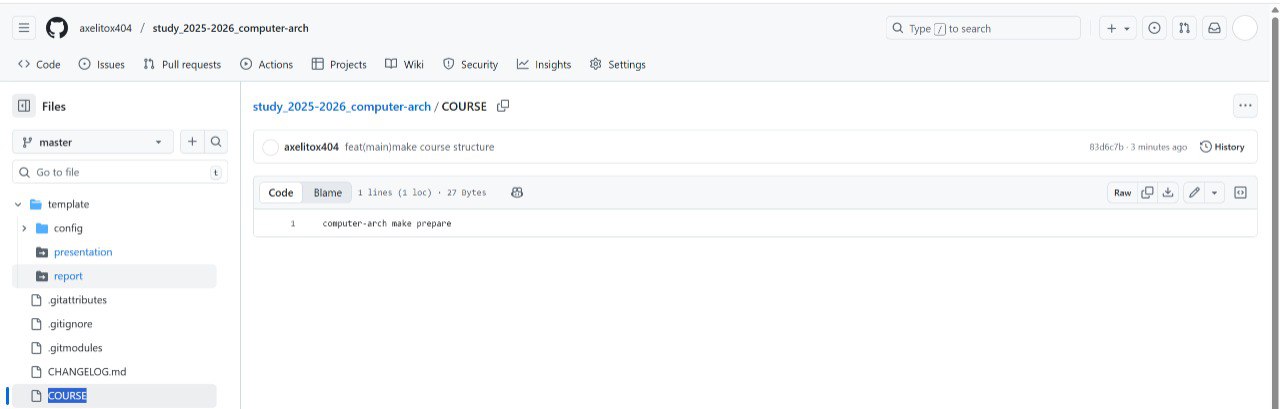 axelitox404 / study_2025-2026_computer-arch
Type / to search
Code Issues Pull requests Actions Projects Wiki Security Insights Settings
Files
master
Go to file t
template
config
presentation
report
.gitattributes
.gitignore
.gitmodules
CHANGELOG.md
COURSE
study_2025-2026_computer-arch / COURSE
axelitox404 feat(main)make course structure 83d6c7b · 3 minutes ago History
Code Blame 1 lines (1 loc) · 27 Bytes Raw
1 computer-arch make prepare